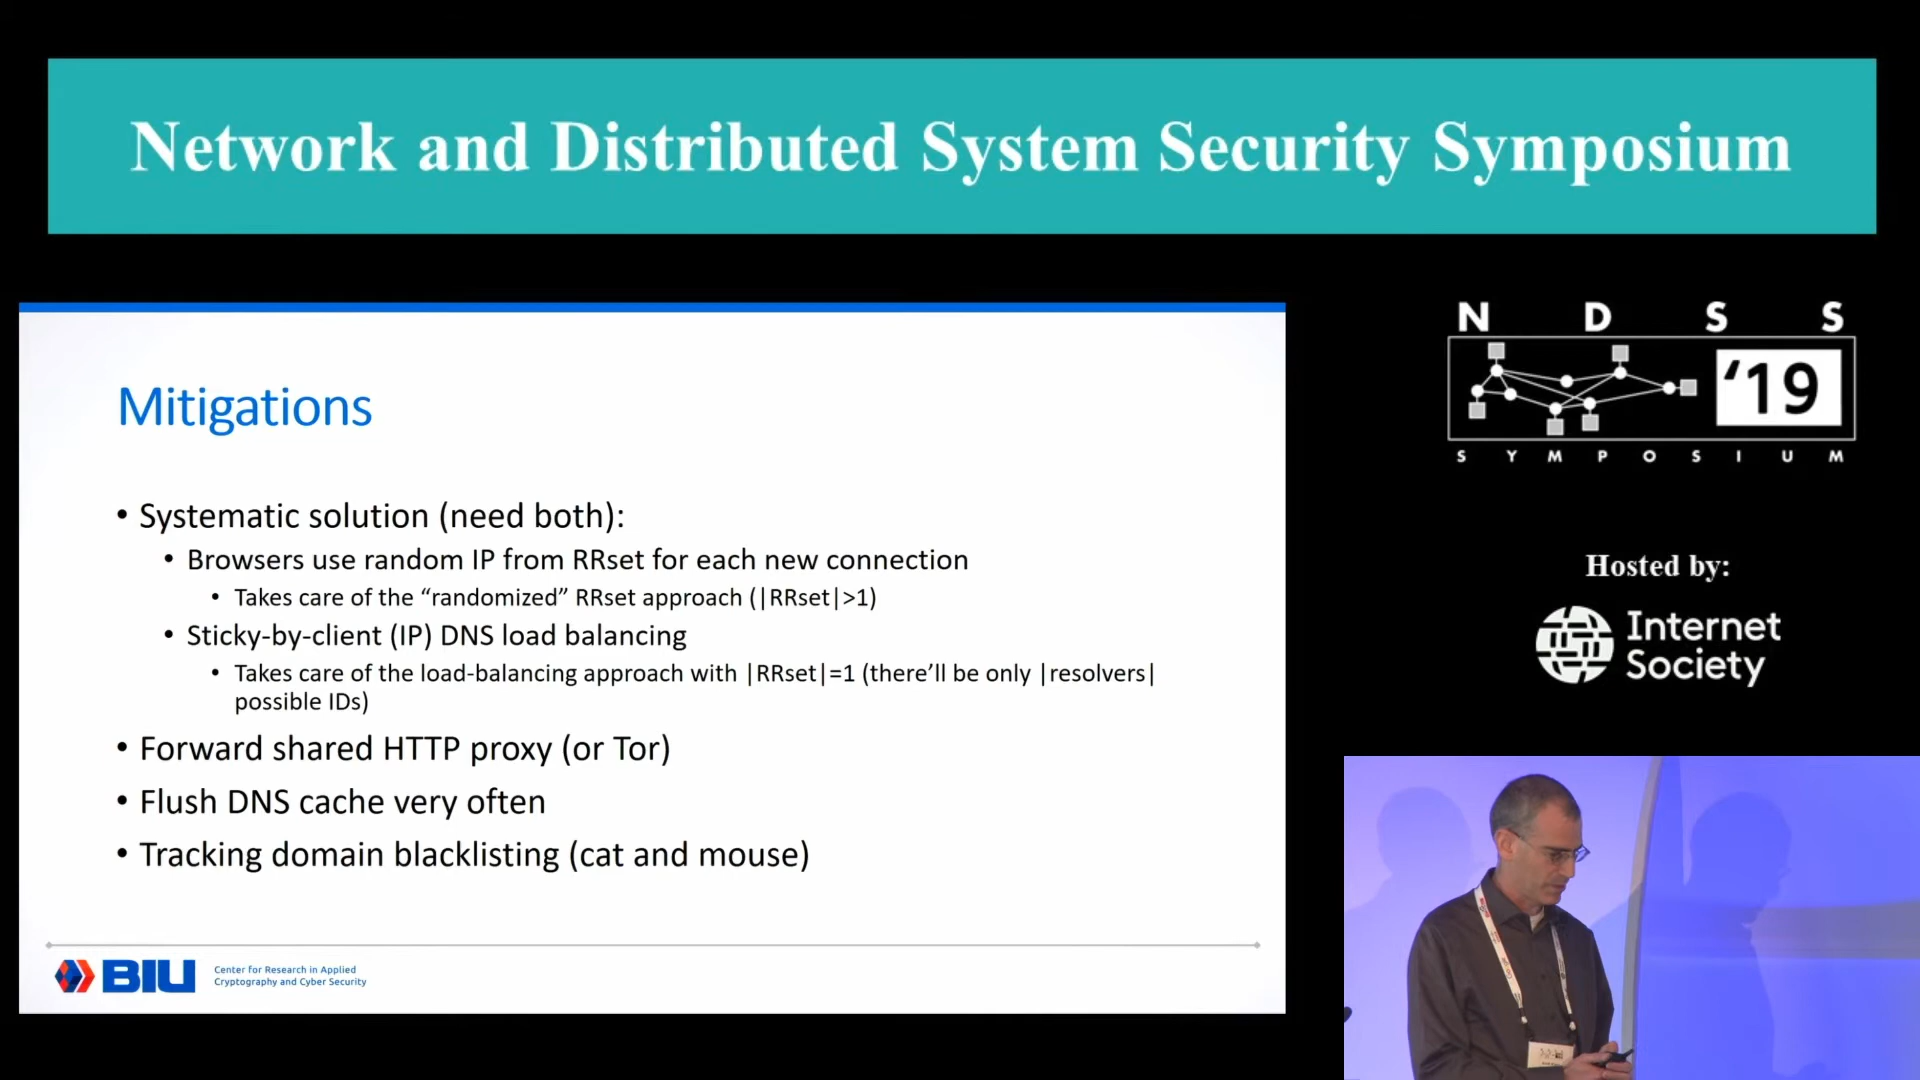 Network and Distributed System Security Symposium
N D S S
'19
S Y M P O S I U M
Mitigations
• Systematic solution (need both):
• Browsers use random IP from RRset for each new connection
• Takes care of the “randomized” RRset approach (|RRset|>1)
• Sticky-by-client (IP) DNS load balancing
• Takes care of the load-balancing approach with |RRset|=1 (there’ll be only |resolvers|
possible IDs)
• Forward shared HTTP proxy (or Tor)
• Flush DNS cache very often
• Tracking domain blacklisting (cat and mouse)
BIU
Center for Research in Applied
Cryptography and Cyber Security
Hosted by:
Internet
Society